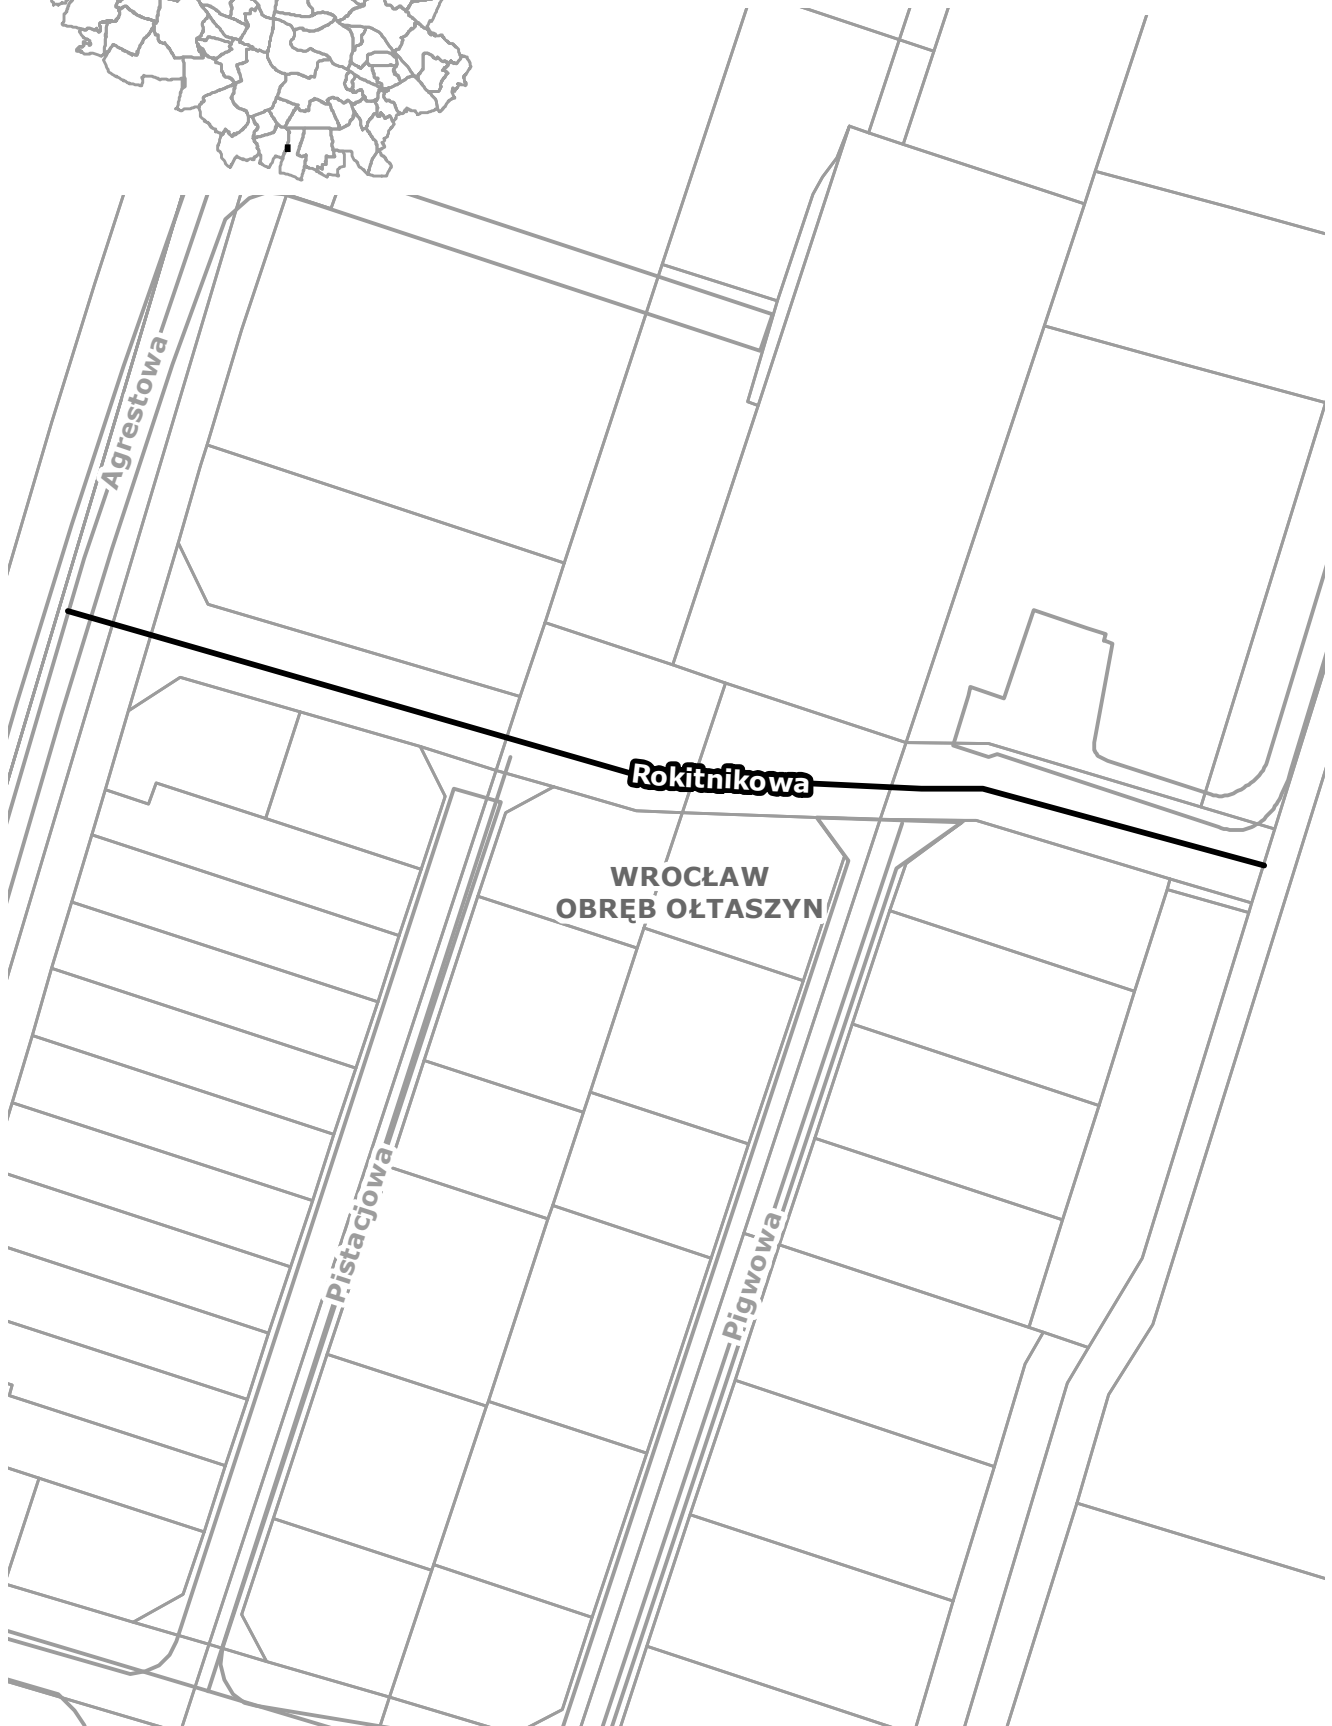 Agrestowa
Rokitnikowa
WROCŁAW
OBRĘB OŁTASZYN
Pistacjowa
Pigwowa